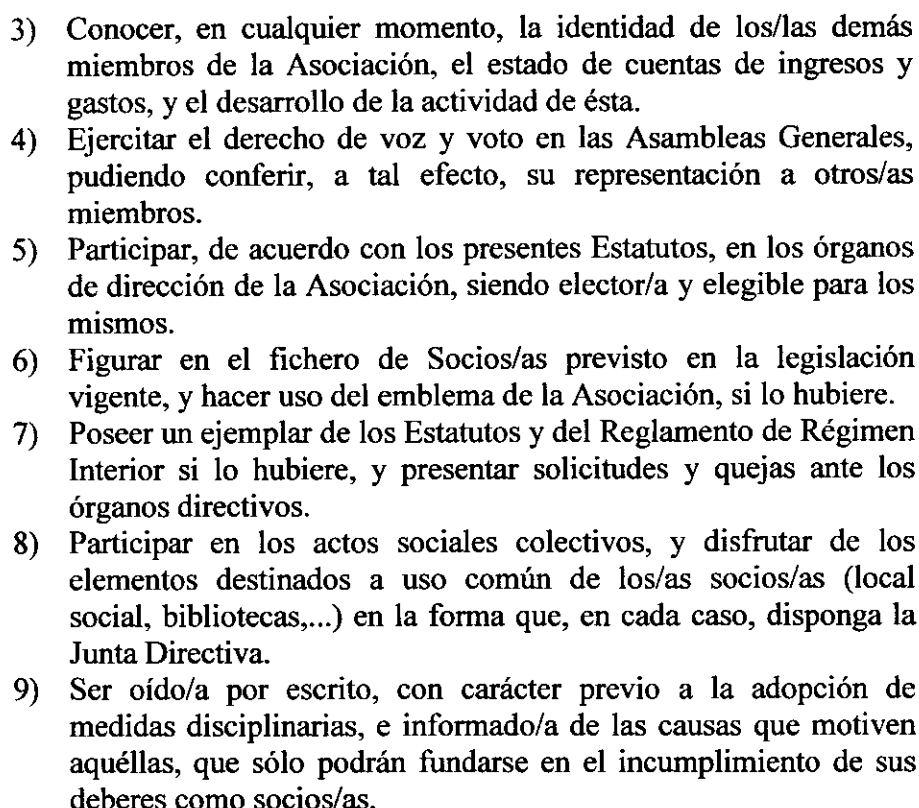 3) Conocer, en cualquier momento, la identidad de los/las demás
miembros de la Asociación, el estado de cuentas de ingresos y
gastos, y el desarrollo de la actividad de ésta.
4) Ejercitar el derecho de voz y voto en las Asambleas Generales,
pudiendo conferir, a tal efecto, su representación a otros/as
miembros.
5) Participar, de acuerdo con los presentes Estatutos, en los órganos
de dirección de la Asociación, siendo elector/a y elegible para los
mismos.
6) Figurar en el fichero de Socios/as previsto en la legislación
vigente, y hacer uso del emblema de la Asociación, si lo hubiere.
7) Poseer un ejemplar de los Estatutos y del Reglamento de Régimen
Interior si lo hubiere, y presentar solicitudes y quejas ante los
órganos directivos.
8) Participar en los actos sociales colectivos, y disfrutar de los
elementos destinados a uso común de los/as socios/as (local
social, bibliotecas,...) en la forma que, en cada caso, disponga la
Junta Directiva.
9) Ser oído/a por escrito, con carácter previo a la adopción de
medidas disciplinarias, e informado/a de las causas que motiven
aquéllas, que sólo podrán fundarse en el incumplimiento de sus
deberes como socios/as.